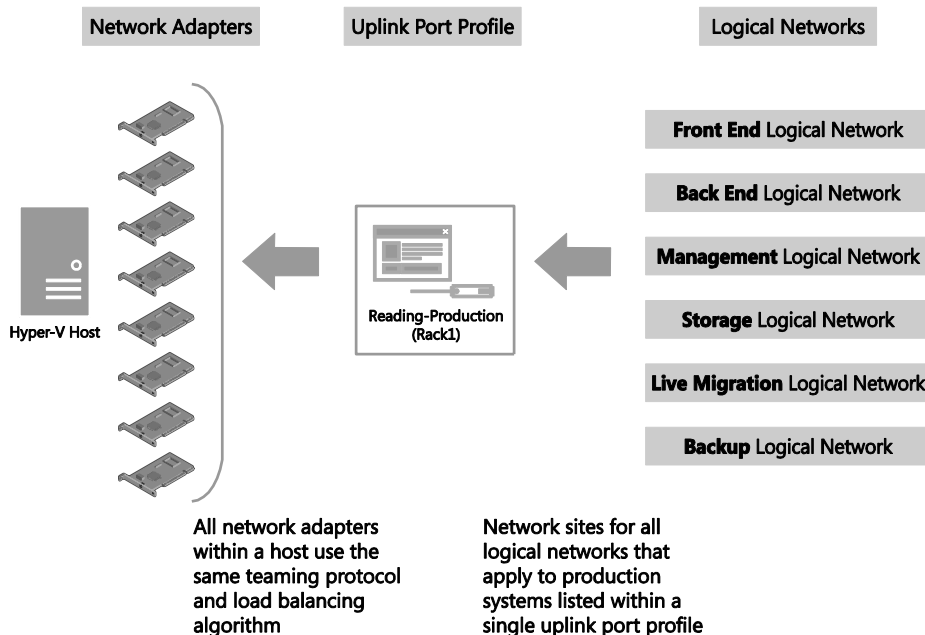 Network Adapters
Uplink Port Profile
Logical Networks
Front End Logical Network
Back End Logical Network
Management Logical Network
Storage Logical Network
Live Migration Logical Network
Backup Logical Network
Hyper-V Host
Reading-Production
(Rack1)
All network adapters
within a host use the
same teaming protocol
and load balancing
algorithm
Network sites for all
logical networks that
apply to production
systems listed within a
single uplink port profile